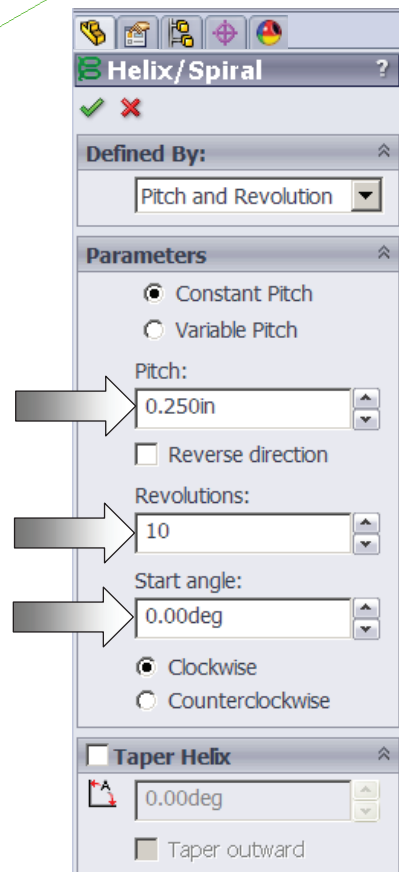 Helix/Spiral ?
Defined By:
Pitch and Revolution
Parameters
Constant Pitch
Variable Pitch
Pitch:
0.250in
Reverse direction
Revolutions:
10
Start angle:
0.00deg
Clockwise
Counterclockwise
Taper Helix
A
0.00deg
Taper outward